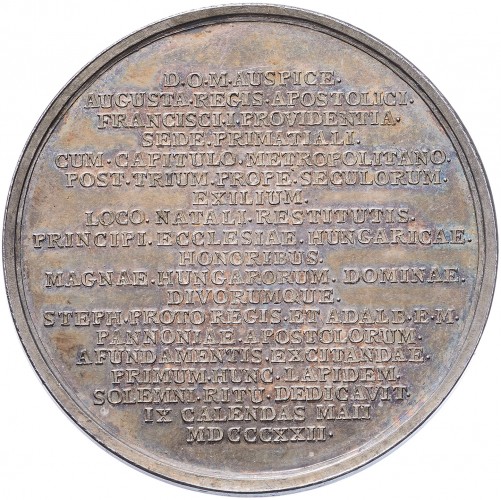 D·O·M·AUSPICE·
AUGUSTA·REGIS·APOSTOLICI·
FRANCISCI·I·PROVIDENTIA·
SEDE·PRIMATIALI·
CUM·CAPITULO·METROPOLITANO·
POST·TRIUM·PROPE·SECULORUM·
EXILIUM·
LOCO·NATALI·RESTITUTIS·
PRINCIPI·ECCLESIAE·HUNGARICAE·
HONORIBUS·
MAGNAE·HUNGARORUM·DOMINAE·
DIVORUMQUE·
STEPH·PROTO REGIS·ET ADALB·E·M·
PANNONIAE·APOSTOLORUM·
A FUNDAMENTIS·EXCITANDAE·
PRIMUM·HUNC·LAPIDEM·
SOLEMNI·RITU·DEDICAVIT·
IX CALENDAS MAII
MDCCCXXII·